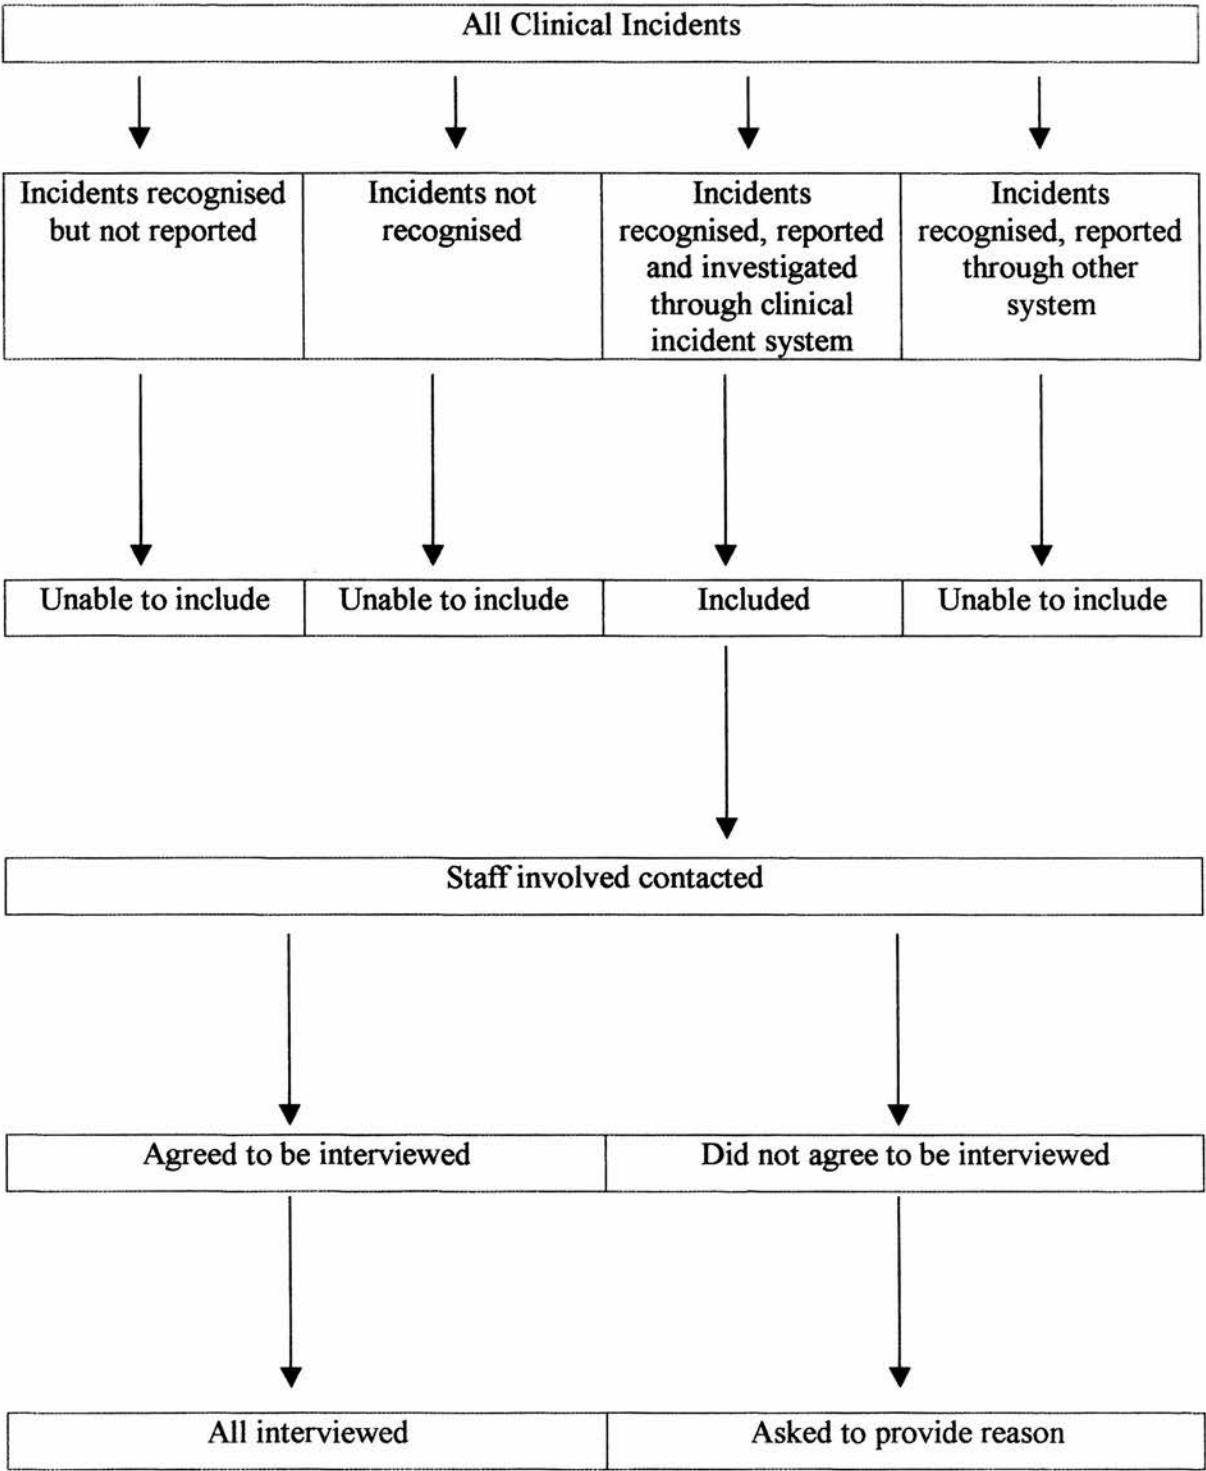 All Clinical Incidents
Incidents recognised
but not reported
Incidents not
recognised
Incidents
recognised, reported
and investigated
through clinical
incident system
Incidents
recognised, reported
through other
system
Unable to include
Unable to include
Included
Unable to include
Staff involved contacted
Agreed to be interviewed
Did not agree to be interviewed
All interviewed
Asked to provide reason